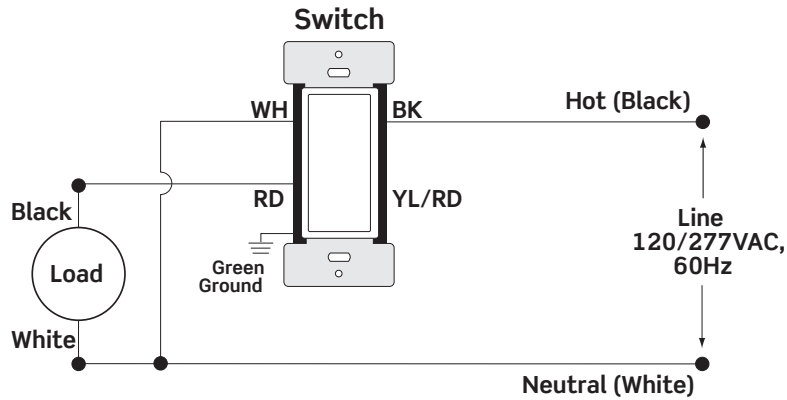 Switch
WH
BK
Hot (Black)
RD
YL/RD
Black
Line
120/277VAC,
60Hz
Load
Green
Ground
White
Neutral (White)